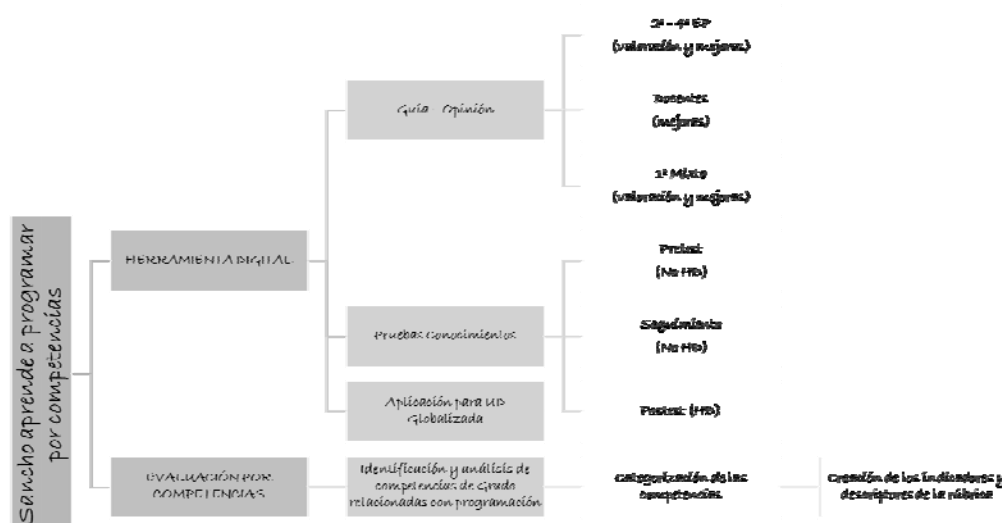 Sancho aprende a programar
por competencias
HERRAMIENTA DIGITAL
Guía - Opinión
2º - 4º EP
(valoración y mejoras)
Docentes
(mejoras)
1º Mixto
(valoración y mejoras)
Pruebas Conocimientos
Pretest
(No HD)
Seguimiento
(No HD)
Postest (HD)
Aplicación para UD
Globalizada
EVALUACIÓN POR
COMPETENCIAS
Identificación y análisis de
competencias de Grado
relacionadas con programación
Categorización de las
competencias
Creación de los indicadores y
descriptores de la rúbrica